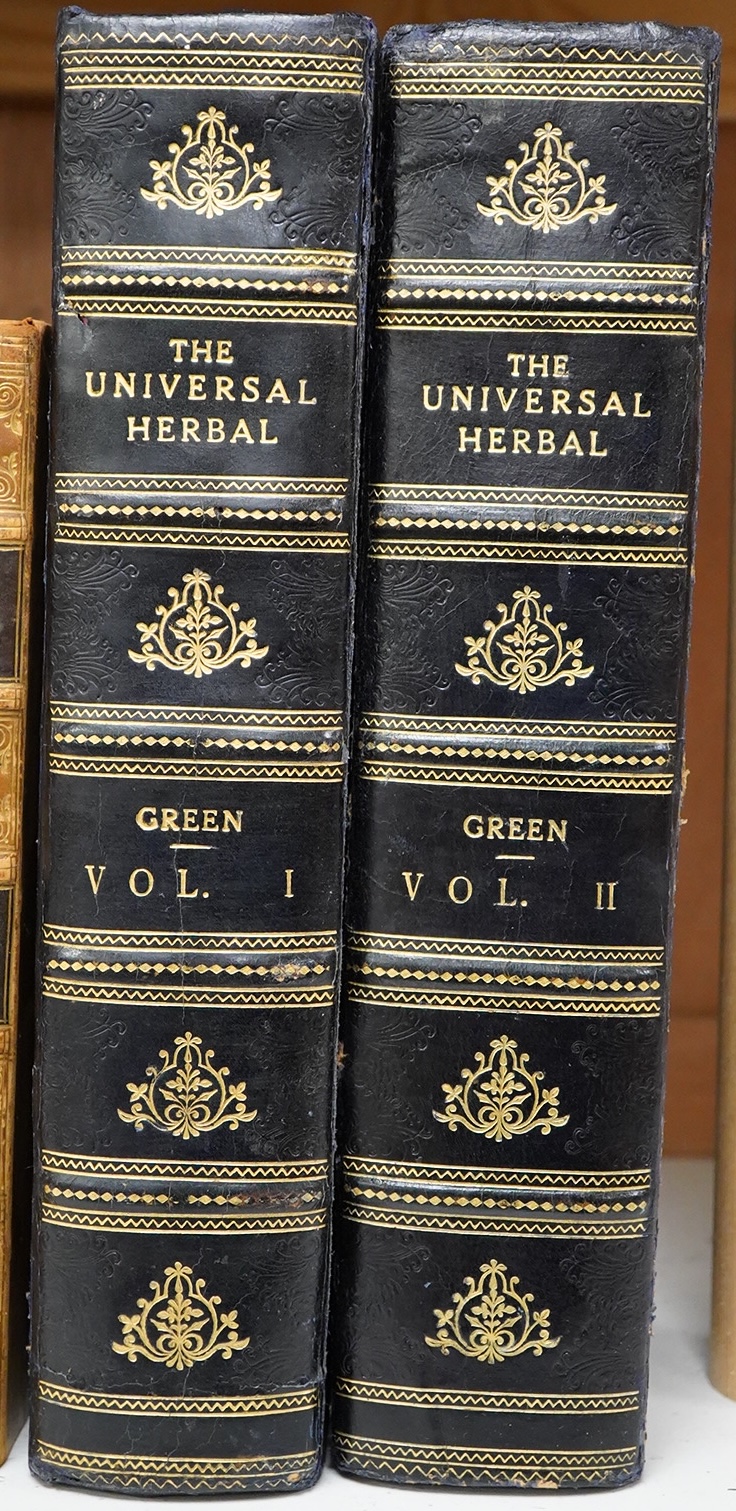 THE
UNIVERSAL
HERBAL
GREEN
VOL. I
THE
UNIVERSAL
HERBAL
GREEN
VOL. II